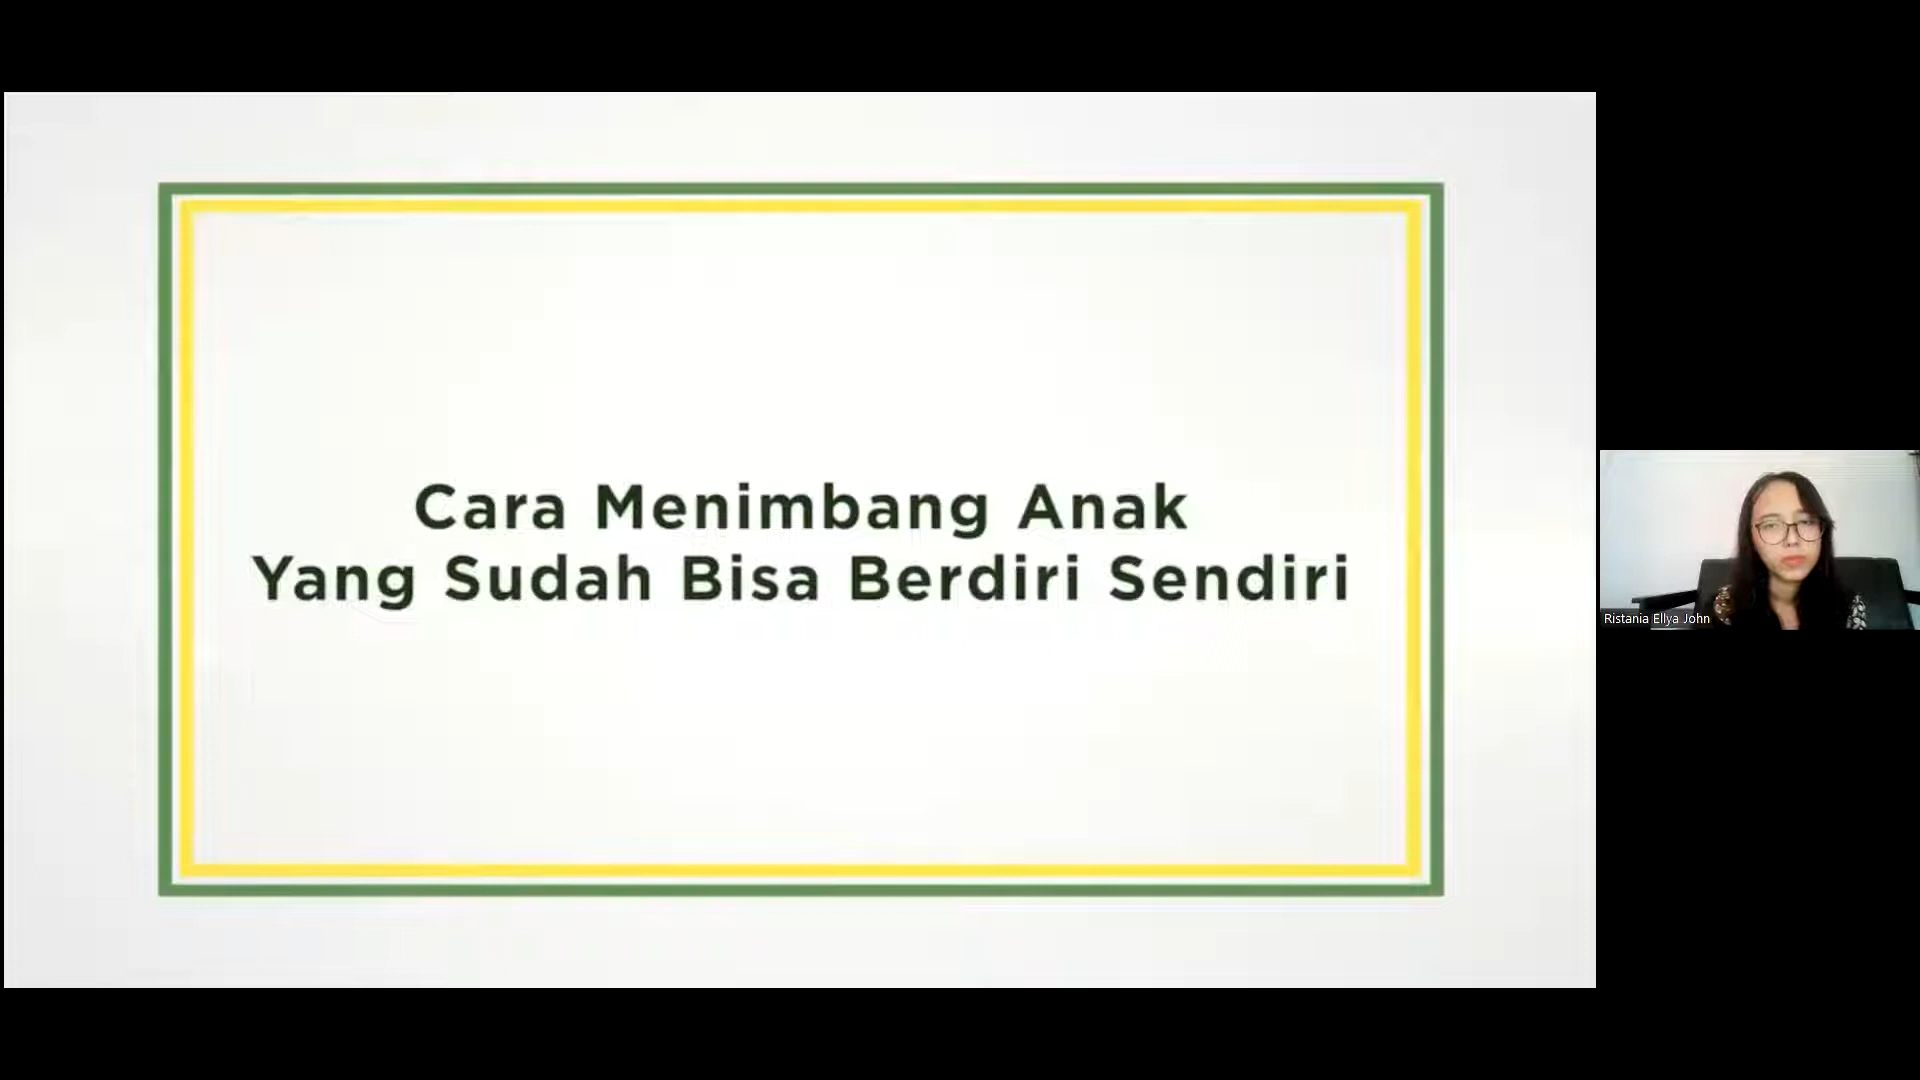 Cara Menimbang Anak
Yang Sudah Bisa Berdiri Sendiri
Ristania Ellya John